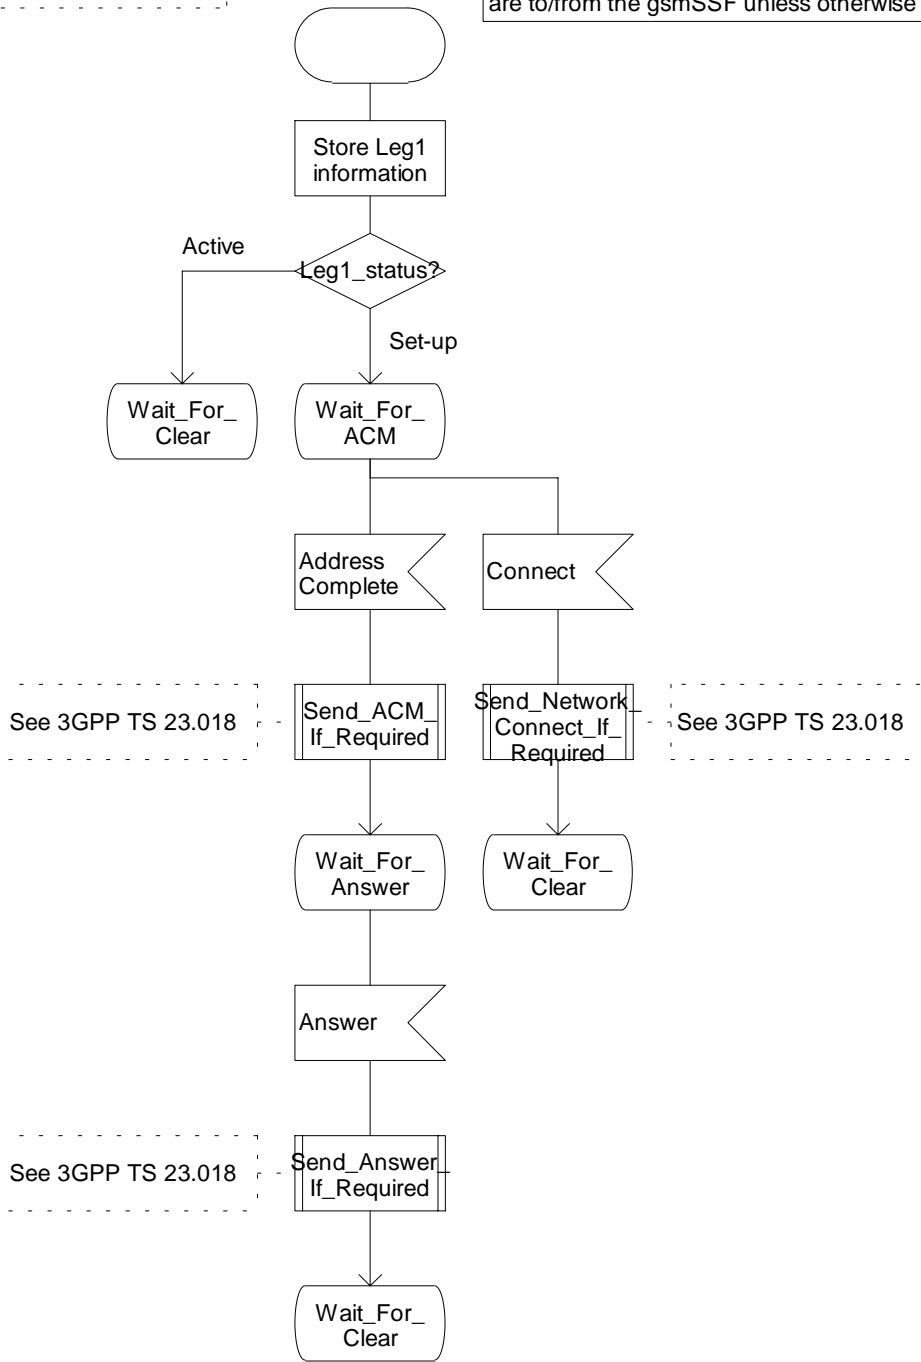 are to/from the gsmSSF unless otherwise
Store Leg1
information
Active
Leg1_status?
Set-up
Wait_For_
Clear
Wait_For_
ACM
Address
Complete
Connect
See 3GPP TS 23.018
Send_ACM_
If_Required
Send_Network_
Connect_If_
Required
See 3GPP TS 23.018
Wait_For_
Answer
Wait_For_
Clear
Answer
See 3GPP TS 23.018
Send_Answer_
If_Required
Wait_For_
Clear